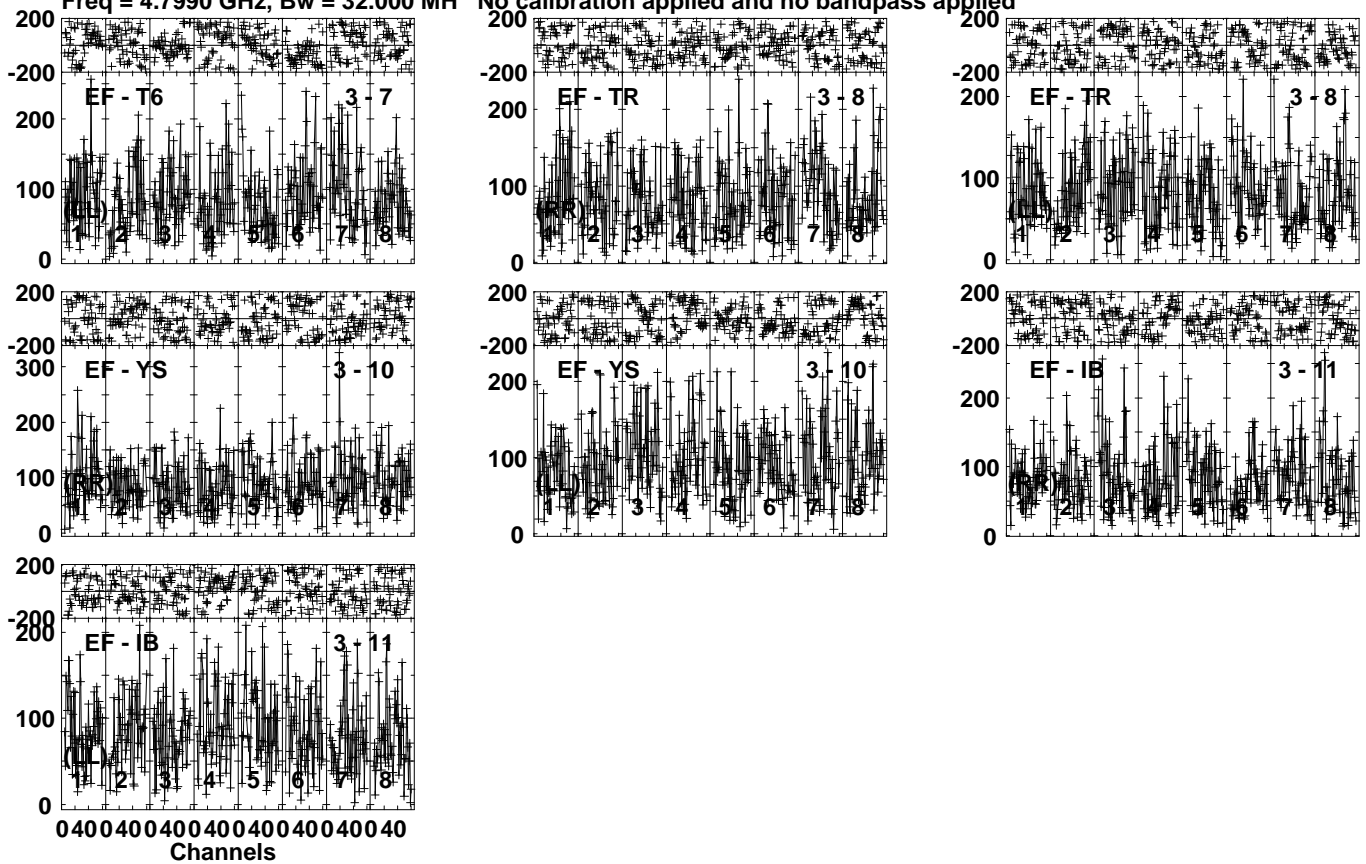 Freq = 4.7990 GHz, Bw = 32.000 MH No calibration applied and no bandpass applied
200
-200
200
100
0
EF - T6 3 - 7
(LL)
1 2 3 4 5 6 7 8
200
-200
200
100
0
EF - TR 3 - 8
(RR)
1 2 3 4 5 6 7 8
200
-200
200
100
0
EF - TR 3 - 8
(LL)
1 2 3 4 5 6 7 8
200
-200
300
200
100
0
EF - YS 3 - 10
(RR)
1 2 3 4 5 6 7 8
200
-200
200
100
0
EF - YS 3 - 10
(LL)
1 2 3 4 5 6 7 8
200
-200
200
100
0
EF - IB 3 - 11
(RR)
1 2 3 4 5 6 7 8
200
-200
200
100
0
EF - IB 3 - 11
(LL)
1 2 3 4 5 6 7 8
0 40 0 40 0 40 0 40 0 40 0 40 0 40 0 40
Channels